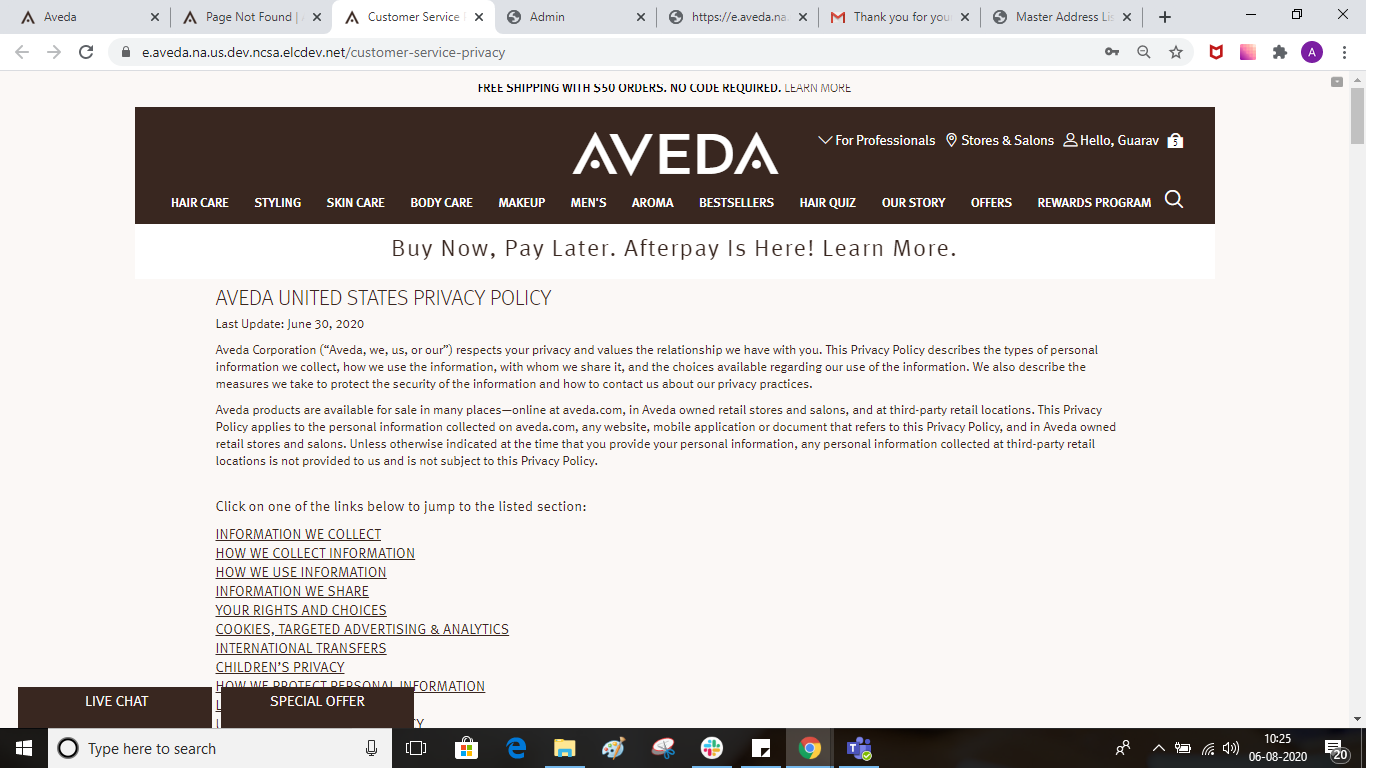 Aveda
Page Not Found |
Customer Service
Admin
https://e.aveda.na.
Thank you for you
Master Address Lis
e.aveda.na.us.dev.ncsa.elcdev.net/customer-service-privacy
A
FREE SHIPPING WITH $50 ORDERS. NO CODE REQUIRED. LEARN MORE
AVEDA
For Professionals Stores & Salons Hello, Guarav 5
HAIR CARE STYLING SKIN CARE BODY CARE MAKEUP MEN'S AROMA BESTSELLERS HAIR QUIZ OUR STORY OFFERS REWARDS PROGRAM
Buy Now, Pay Later. Afterpay Is Here! Learn More.
AVEDA UNITED STATES PRIVACY POLICY
Last Update: June 30, 2020
Aveda Corporation (“Aveda, we, us, or our”) respects your privacy and values the relationship we have with you. This Privacy Policy describes the types of personal
information we collect, how we use the information, with whom we share it, and the choices available regarding our use of the information. We also describe the
measures we take to protect the security of the information and how to contact us about our privacy practices.
Aveda products are available for sale in many places—online at aveda.com, in Aveda owned retail stores and salons, and at third-party retail locations. This Privacy
Policy applies to the personal information collected on aveda.com, any website, mobile application or document that refers to this Privacy Policy, and in Aveda owned
retail stores and salons. Unless otherwise indicated at the time that you provide your personal information, any personal information collected at third-party retail
locations is not provided to us and is not subject to this Privacy Policy.
Click on one of the links below to jump to the listed section:
INFORMATION WE COLLECT
HOW WE COLLECT INFORMATION
HOW WE USE INFORMATION
INFORMATION WE SHARE
YOUR RIGHTS AND CHOICES
COOKIES, TARGETED ADVERTISING & ANALYTICS
INTERNATIONAL TRANSFERS
CHILDREN’S PRIVACY
HOW WE PROTECT PERSONAL INFORMATION
LIVE CHAT
SPECIAL OFFER
Type here to search
10:25
06-08-2020
20